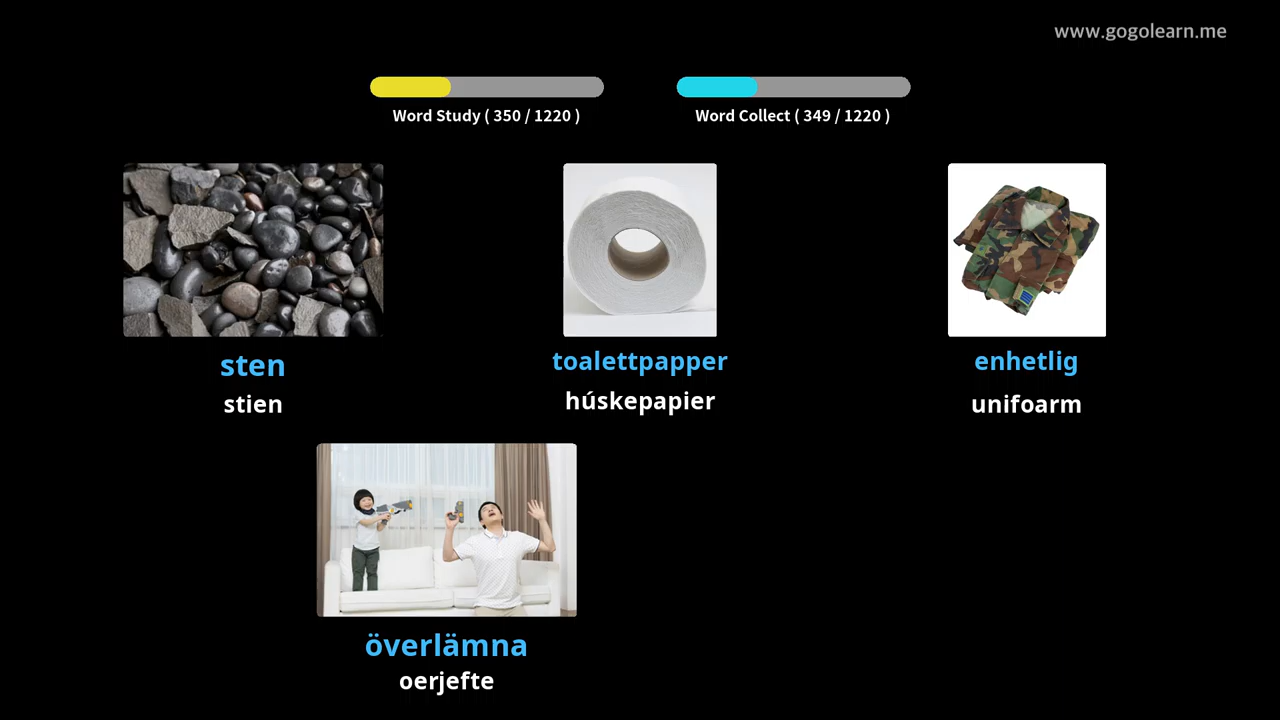 www.gogolearn.me
Word Study ( 350 / 1220 )
Word Collect ( 349 / 1220 )
sten
stien
toalettpapper
húskepapier
enhetlig
unifoarm
överlämna
oerjefte